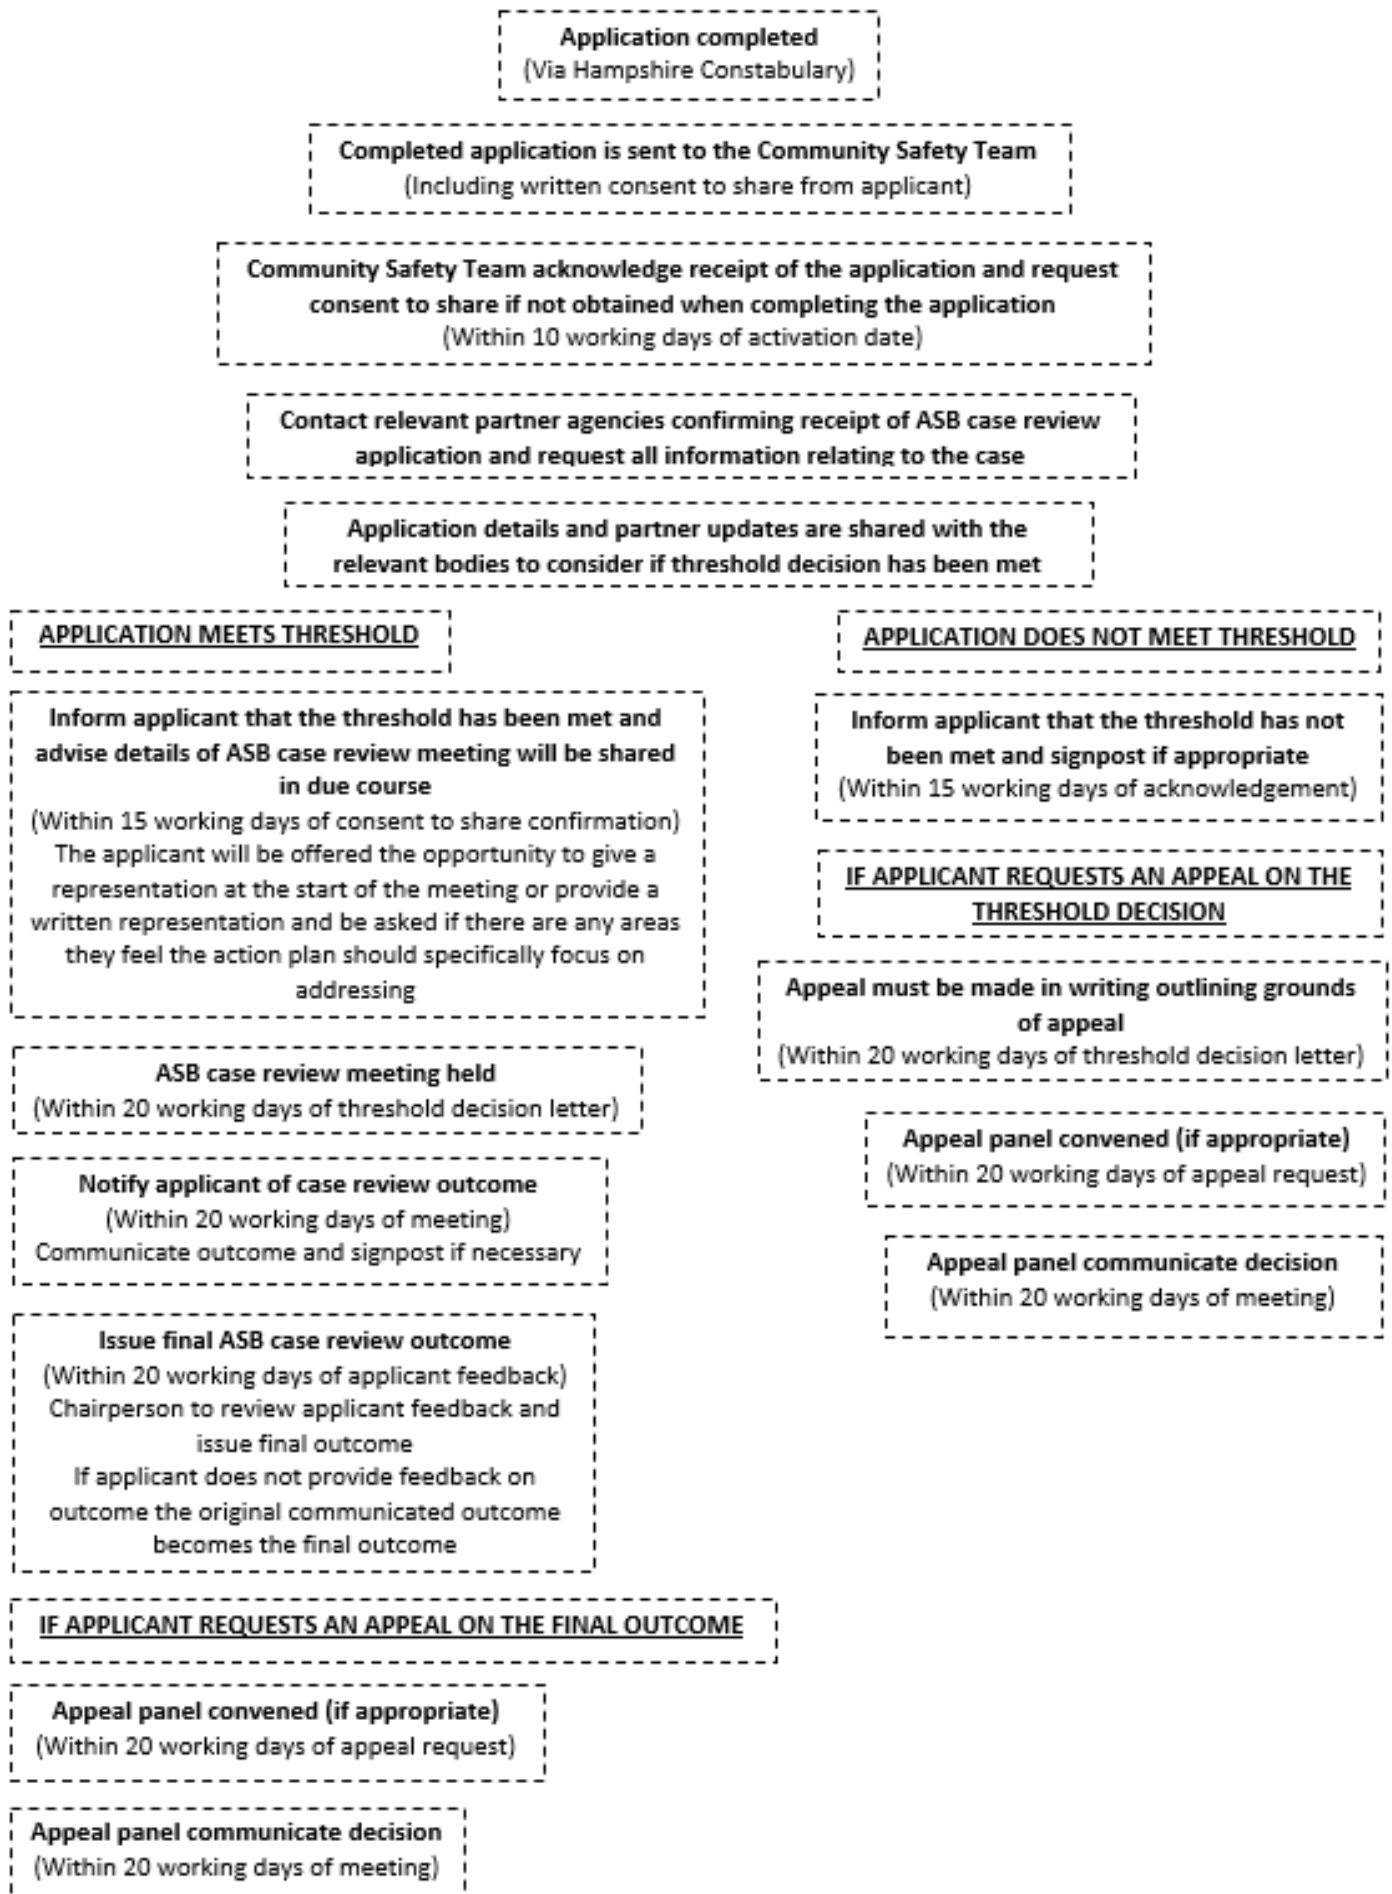 Application completed
(Via Hampshire Constabulary)
Completed application is sent to the Community Safety Team
(Including written consent to share from applicant)
Community Safety Team acknowledge receipt of the application and request
consent to share if not obtained when completing the application
(Within 10 working days of activation date)
Contact relevant partner agencies confirming receipt of ASB case review
application and request all information relating to the case
Application details and partner updates are shared with the
relevant bodies to consider if threshold decision has been met
APPLICATION MEETS THRESHOLD
Inform applicant that the threshold has been met and
advise details of ASB case review meeting will be shared
in due course
(Within 15 working days of consent to share confirmation)
The applicant will be offered the opportunity to give a
representation at the start of the meeting or provide a
written representation and be asked if there are any areas
they feel the action plan should specifically focus on
addressing
ASB case review meeting held
(Within 20 working days of threshold decision letter)
Notify applicant of case review outcome
(Within 20 working days of meeting)
Communicate outcome and signpost if necessary
Issue final ASB case review outcome
(Within 20 working days of applicant feedback)
Chairperson to review applicant feedback and
issue final outcome
If applicant does not provide feedback on
outcome the original communicated outcome
becomes the final outcome
IF APPLICANT REQUESTS AN APPEAL ON THE FINAL OUTCOME
Appeal panel convened (if appropriate)
(Within 20 working days of appeal request)
Appeal panel communicate decision
(Within 20 working days of meeting)
APPLICATION DOES NOT MEET THRESHOLD
Inform applicant that the threshold has not
been met and signpost if appropriate
(Within 15 working days of acknowledgement)
IF APPLICANT REQUESTS AN APPEAL ON THE
THRESHOLD DECISION
Appeal must be made in writing outlining grounds
of appeal
(Within 20 working days of threshold decision letter)
Appeal panel convened (if appropriate)
(Within 20 working days of appeal request)
Appeal panel communicate decision
(Within 20 working days of meeting)